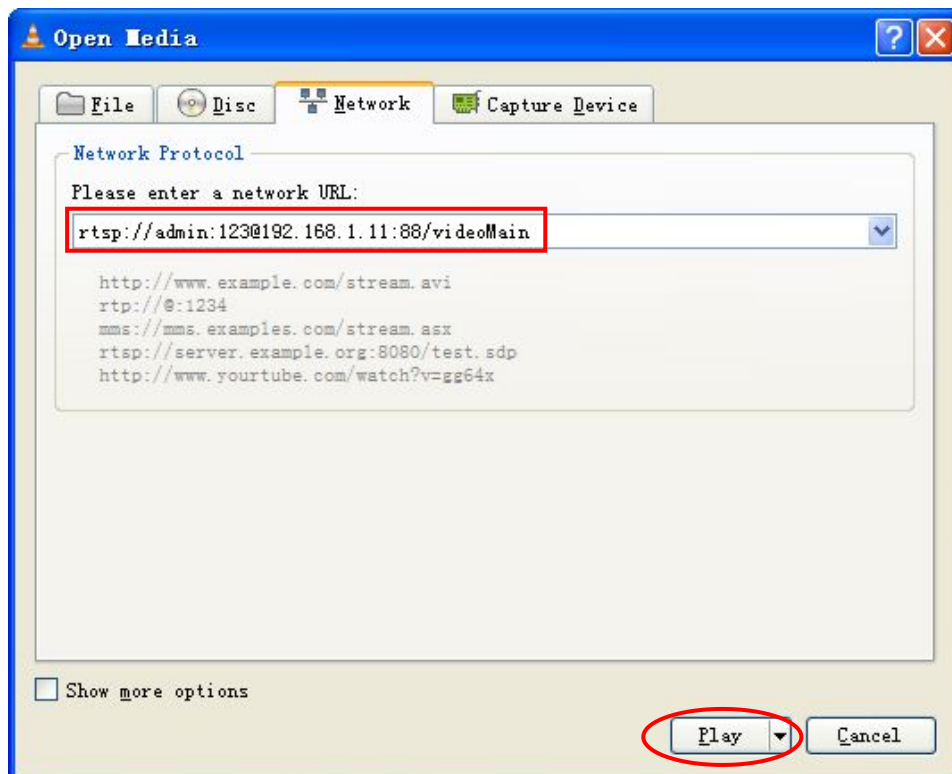 Open Media
File
Disc
Network
Capture Device
Network Protocol
Please enter a network URL:
rtsp://admin:123@192.168.1.11:88/videoMain
http://www.example.com/stream.avi
rtp://@:1234
mms://mms.examples.com/stream.asx
rtsp://server.example.org:8080/test.sdp
http://www.yourtube.com/watch?v=gg64x
Show more options
Play
Cancel